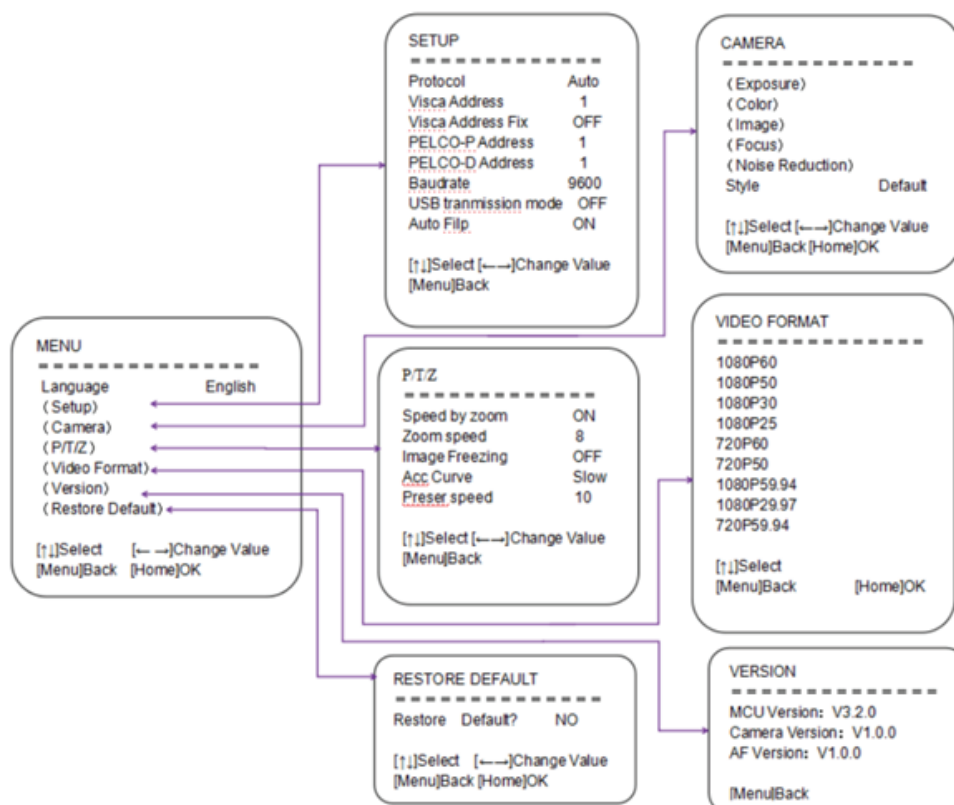 SETUP
Protocol Auto
Visca Address 1
Visca Address Fix OFF
PELCO-P Address 1
PELCO-D Address 1
Baudrate 9600
USB tranmission mode OFF
Auto Filp ON
[↑↓]Select [←→]Change Value
[Menu]Back
CAMERA
(Exposure)
(Color)
(Image)
(Focus)
(Noise Reduction)
Style Default
[↑↓]Select [←→]Change Value
[Menu]Back [Home]OK
MENU
Language English
(Setup)
(Camera)
(P/T/Z)
(Video Format)
(Version)
(Restore Default)
[↑↓]Select [← →]Change Value
[Menu]Back [Home]OK
P/T/Z
Speed by zoom ON
Zoom speed 8
Image Freezing OFF
Acc Curve Slow
Preser speed 10
[↑↓]Select [←→]Change Value
[Menu]Back
VIDEO FORMAT
1080P60
1080P50
1080P30
1080P25
720P60
720P50
1080P59.94
1080P29.97
720P59.94
[↑↓]Select
[Menu]Back [Home]OK
RESTORE DEFAULT
Restore Default? NO
[↑↓]Select [←→]Change Value
[Menu]Back [Home]OK
VERSION
MCU Version: V3.2.0
Camera Version: V1.0.0
AF Version: V1.0.0
[Menu]Back